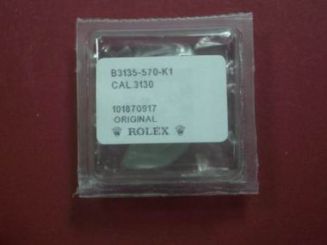 B3135-570-K1
CAL.3130
101870917
ORIGINAL
ROLEX